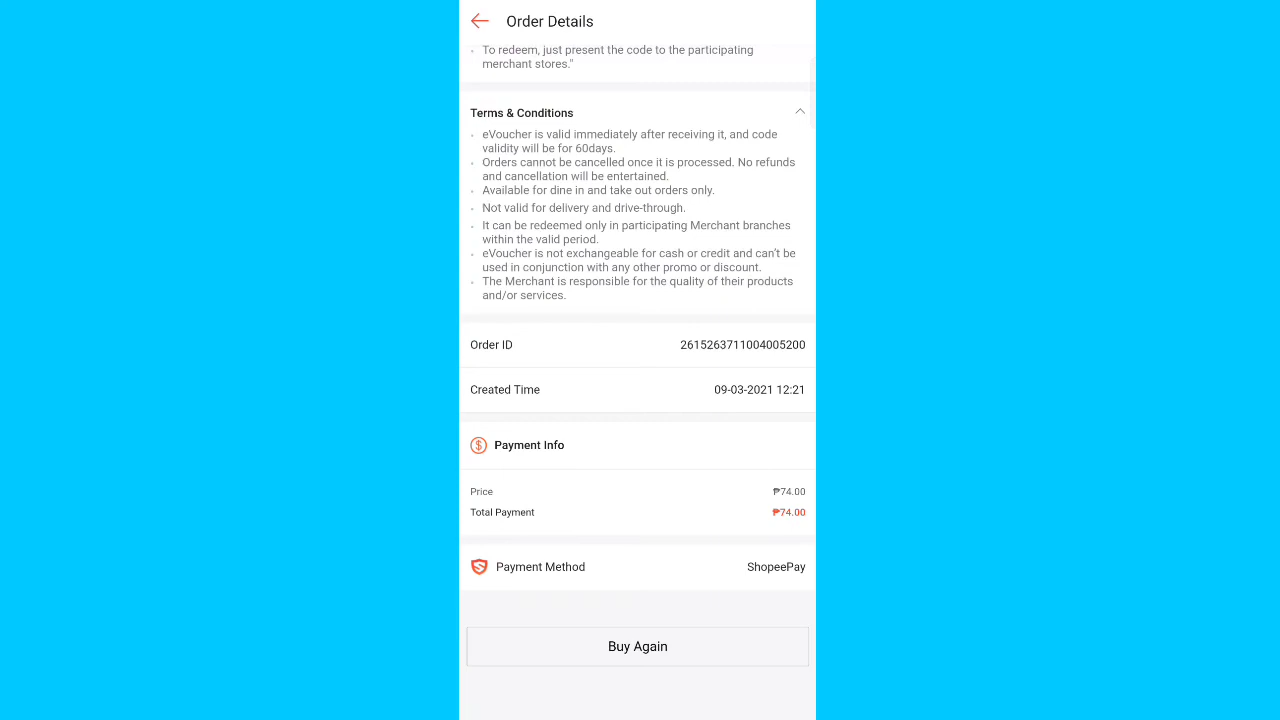 Order Details
To redeem, just present the code to the participating
merchant stores."
Terms & Conditions
eVoucher is valid immediately after receiving it, and code
validity will be for 60days.
Orders cannot be cancelled once it is processed. No refunds
and cancellation will be entertained.
Available for dine in and take out orders only.
Not valid for delivery and drive-through.
It can be redeemed only in participating Merchant branches
within the valid period.
eVoucher is not exchangeable for cash or credit and can't be
used in conjunction with any other promo or discount.
The Merchant is responsible for the quality of their products
and/or services.
Order ID 2615263711004005200
Created Time 09-03-2021 12:21
Payment Info
Price ₱74.00
Total Payment ₱74.00
Payment Method ShopeePay
Buy Again